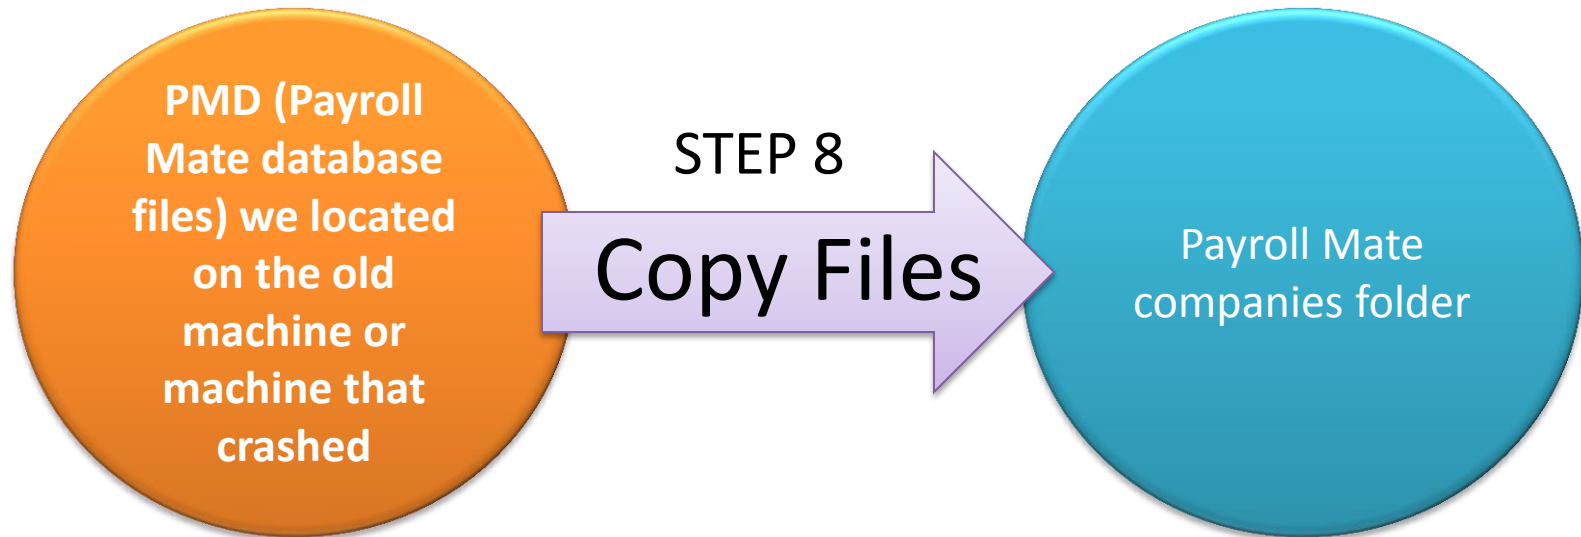 PMD (Payroll
Mate database
files) we located
on the old
machine or
machine that
crashed
STEP 8
Copy Files
Payroll Mate
companies folder